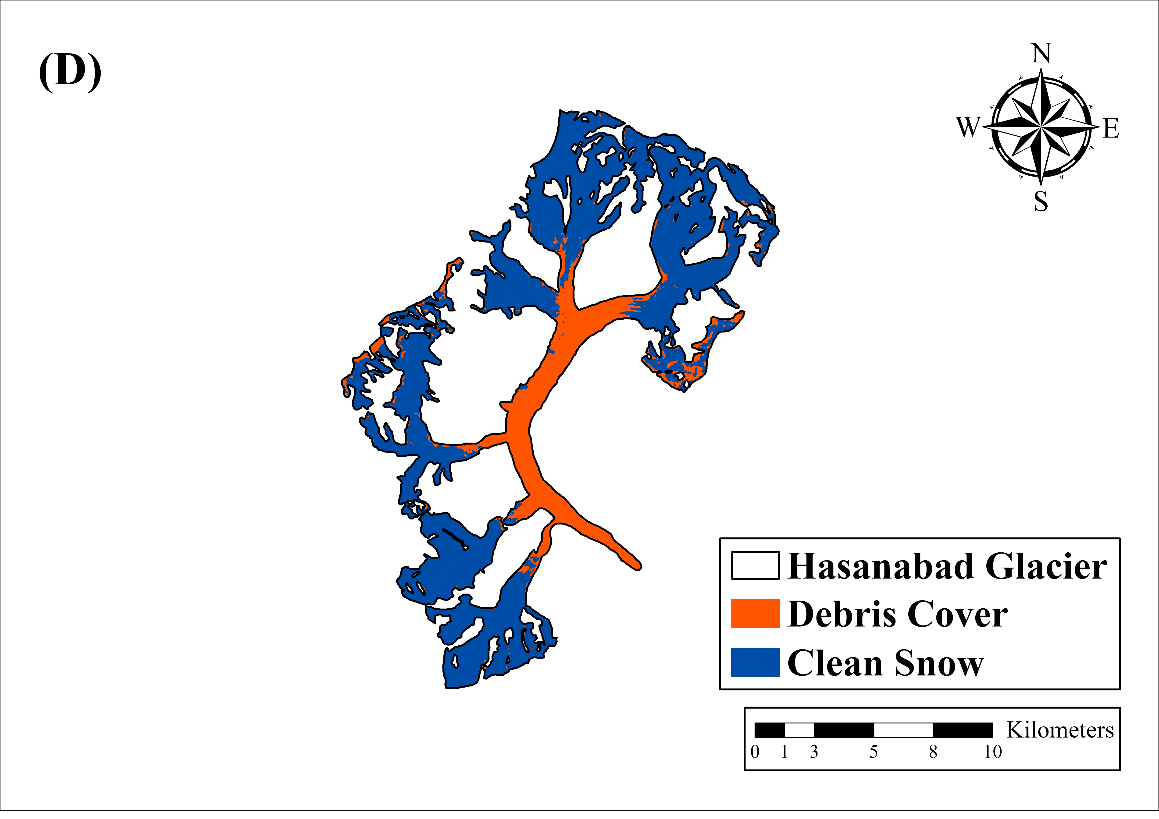 (D)
N
W E
S
Hasanabad Glacier
Debris Cover
Clean Snow
Kilometers
0 1 3 5 8 10